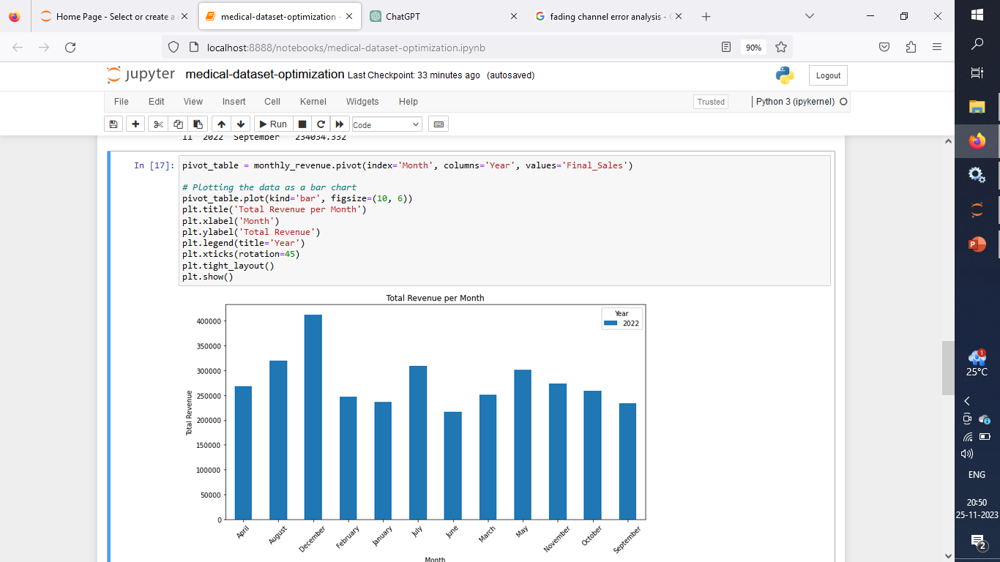 Home Page - Select or create a
medical-dataset-optimization -
ChatGPT
fading channel error analysis -
localhost:8888/notebooks/medical-dataset-optimization.ipynb
90%
jupyter medical-dataset-optimization Last Checkpoint: 33 minutes ago (autosaved)
Logout
File Edit View Insert Cell Kernel Widgets Help
Trusted
Python 3 (ipykernel)
Run
Code
11 2022 September 234034.332
In [17]:
pivot_table = monthly_revenue.pivot(index='Month', columns='Year', values='Final_Sales')
# Plotting the data as a bar chart
pivot_table.plot(kind='bar', figsize=(10, 6))
plt.title('Total Revenue per Month')
plt.xlabel('Month')
plt.ylabel('Total Revenue')
plt.legend(title='Year')
plt.xticks(rotation=45)
plt.tight_layout()
plt.show()
Total Revenue per Month
Year
2022
400000
350000
300000
250000
200000
150000
100000
50000
0
Total Revenue
April August December February January July June March May November October September
Month
P
1
25°C
ENG
20:50
25-11-2023
2